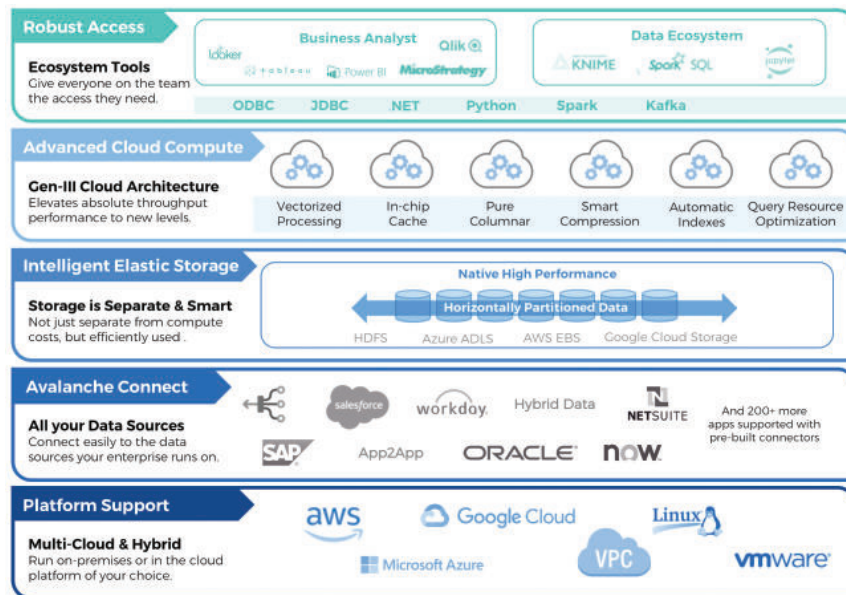 Robust Access
Ecosystem Tools
Give everyone on the team
the access they need.
Business Analyst
looker
Qlik
tableau
Power BI
MicroStrategy
Data Ecosystem
KNIME
Spark SQL
jupyter
ODBC JDBC .NET Python Spark Kafka
Advanced Cloud Compute
Gen-III Cloud Architecture
Elevates absolute throughput
performance to new levels.
Vectorized
Processing
In-chip
Cache
Pure
Columnar
Smart
Compression
Automatic
Indexes
Query Resource
Optimization
Intelligent Elastic Storage
Storage is Separate & Smart
Not just separate from compute
costs, but efficiently used .
Native High Performance
Horizontally Partitioned Data
HDFS Azure ADLS AWS EBS Google Cloud Storage
Avalanche Connect
All your Data Sources
Connect easily to the data
sources your enterprise runs on.
salesforce
workday.
Hybrid Data
NETSUITE
SAP
App2App
ORACLE
now
And 200+ more
apps supported with
pre-built connectors
Platform Support
Multi-Cloud & Hybrid
Run on-premises or in the cloud
platform of your choice.
aws
Google Cloud
Linux
Microsoft Azure
VPC
vmware